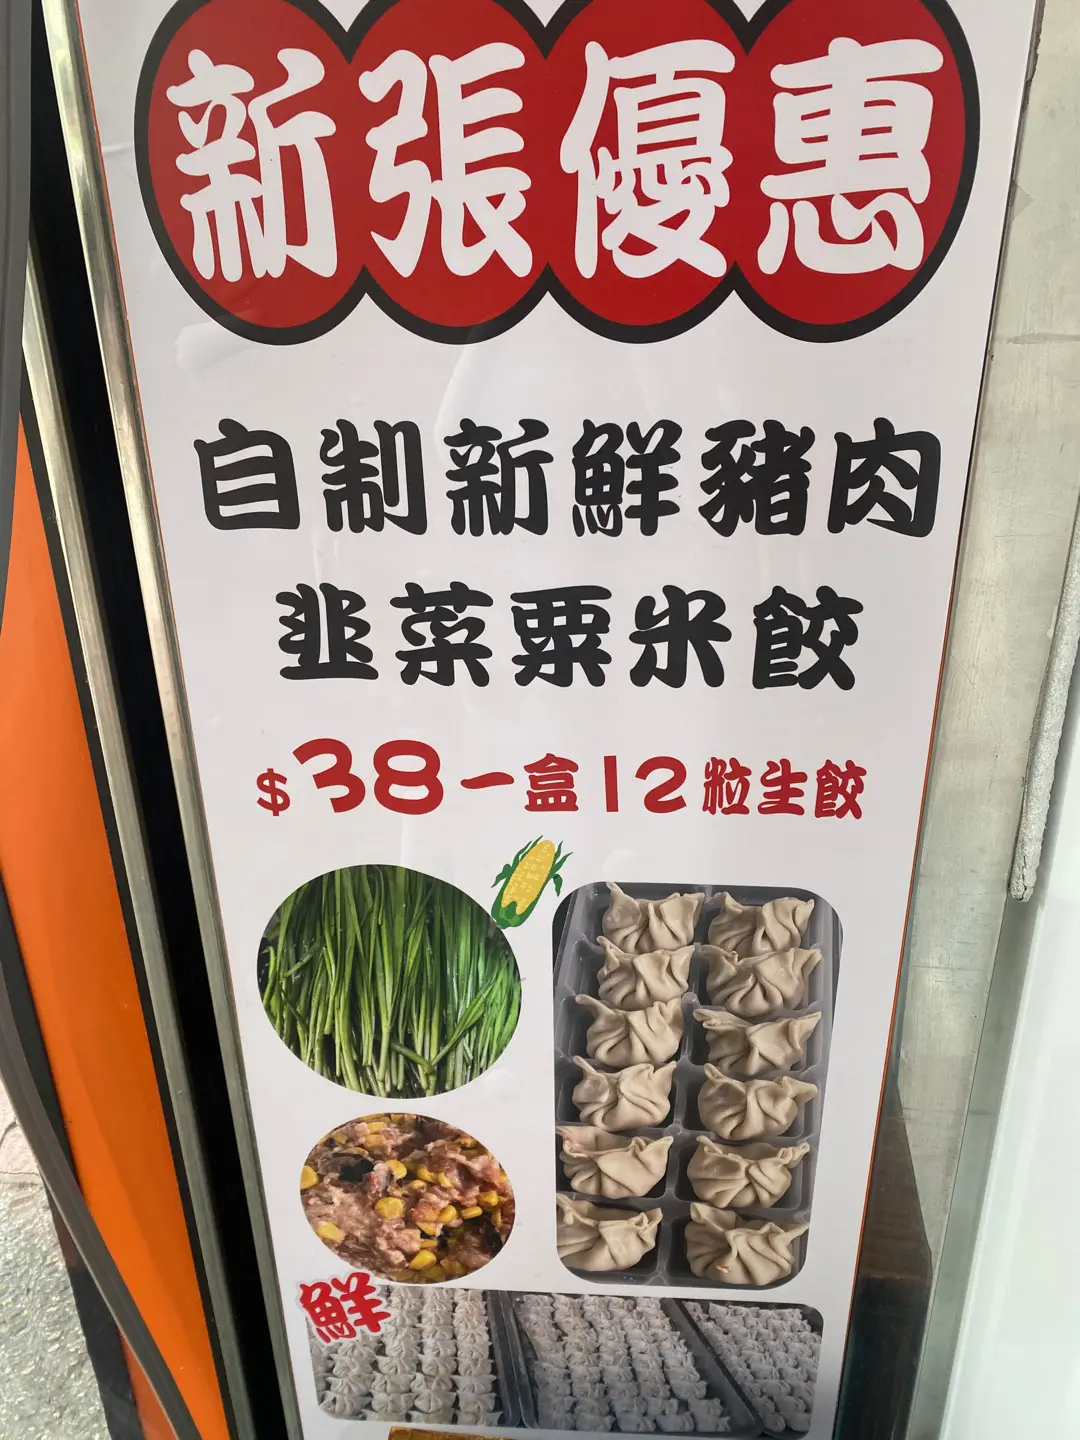 新張優惠
自制新鮮豬肉
韮菜粟米餃
$38一盒12粒生餃
鮮